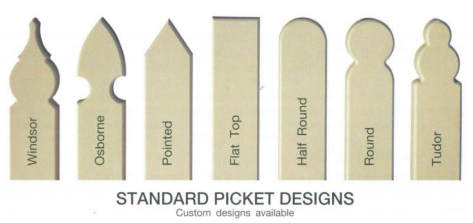 Windsor
Osborne
Pointed
Flat Top
Half Round
Round
Tudor
STANDARD PICKET DESIGNS
Custom designs available